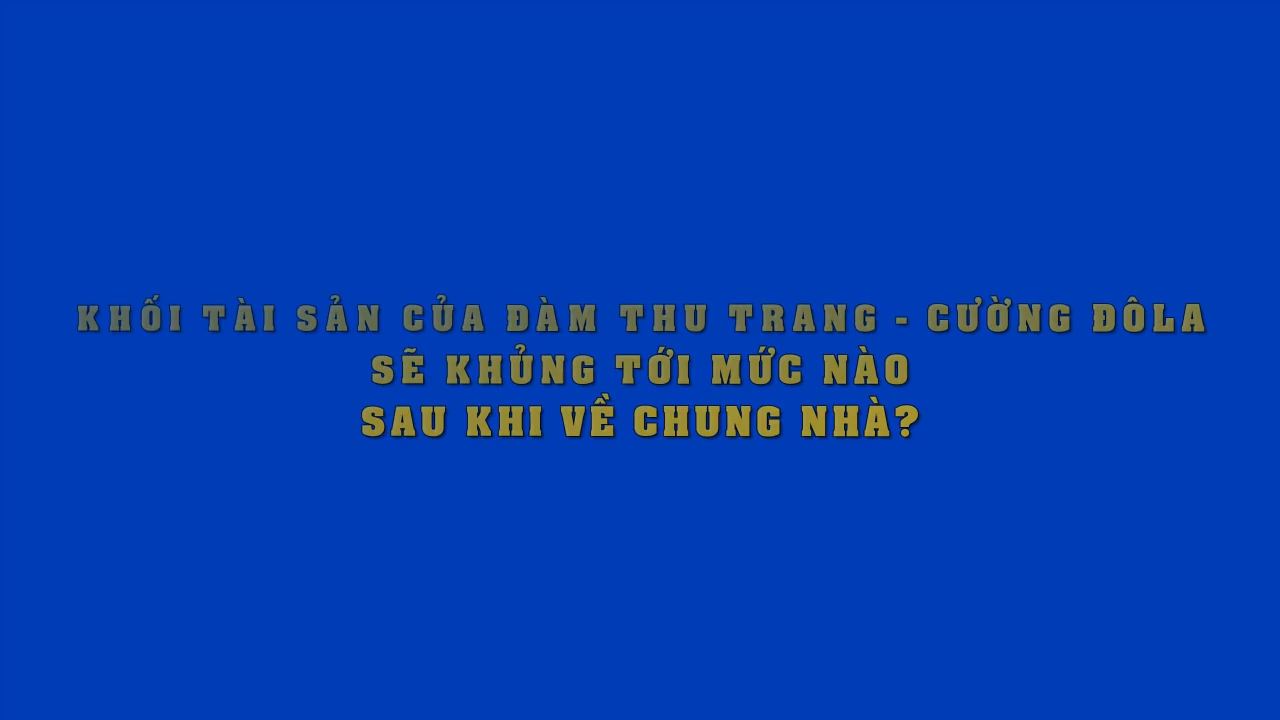 KHỐI TÀI SẢN CỦA ĐÀM THU TRANG - CƯỜNG ĐÔLA
SẼ KHỦNG TỚI MỨC NÀO
SAU KHI VỀ CHUNG NHÀ?